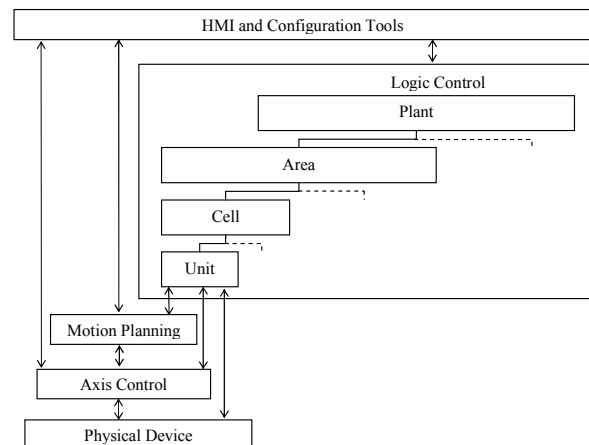 HMI and Configuration Tools
Logic Control
Plant
Area
Cell
Unit
Motion Planning
Axis Control
Physical Device